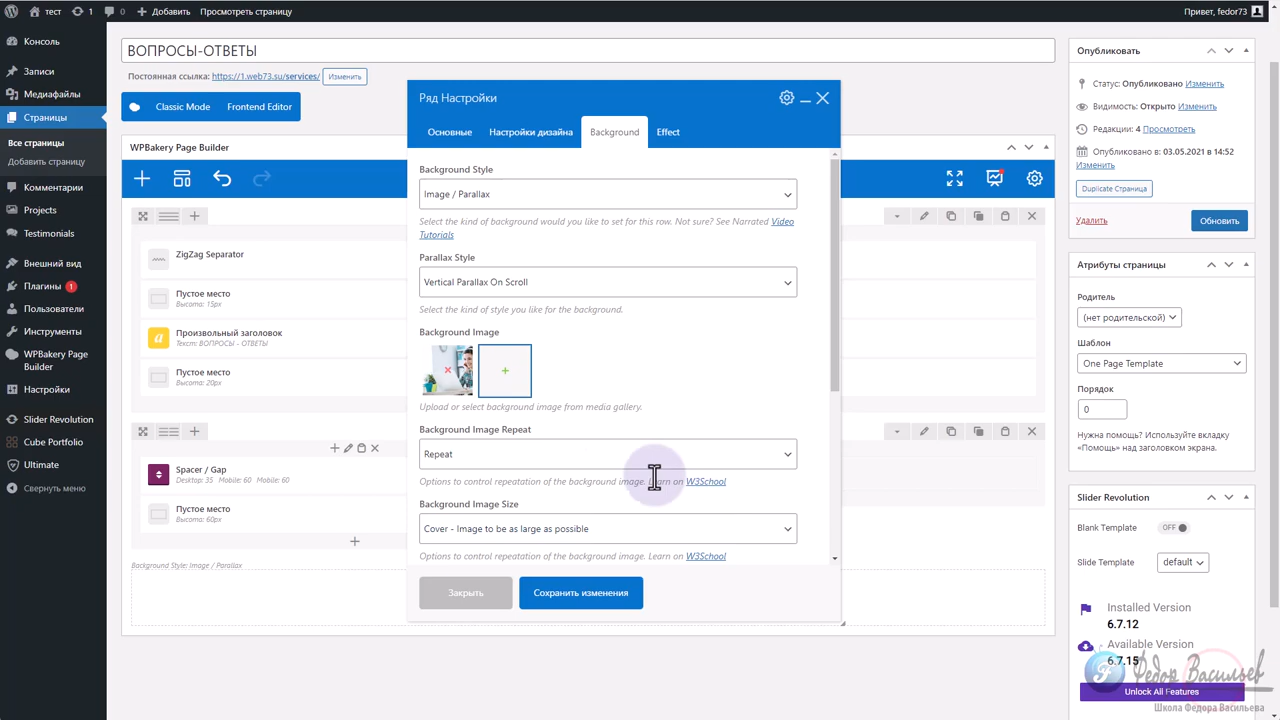 тест
1
0
Добавить
Просмотреть страницу
Привет, fedor73
Консоль
Записи
Медиафайлы
Страницы
Все страницы
Добавить страницу
Комментарии
Projects
Testimonials
Внешний вид
Плагины 1
Пользователи
Инструменты
WPBakery Page Builder
Настройки
Slider Revolution
Cube Portfolio
Ultimate
Свернуть меню
ВОПРОСЫ-ОТВЕТЫ
Постоянная ссылка: https://1.web73.su/services/ Изменить
Classic Mode
Frontend Editor
WPBakery Page Builder
ZigZag Separator
Пустое место
Высота: 15px
Произвольный заголовок
Текст: ВОПРОСЫ - ОТВЕТЫ
Пустое место
Высота: 20px
Spacer / Gap
Desktop: 35 Mobile: 60 Mobile: 60
Пустое место
Высота: 60px
Background Style: Image / Parallax
Ряд Настройки
Основные
Настройки дизайна
Background
Effect
Background Style
Image / Parallax
Select the kind of background would you like to set for this row. Not sure? See Narrated Video
Tutorials
Parallax Style
Vertical Parallax On Scroll
Select the kind of style you like for the background.
Background Image
Upload or select background image from media gallery.
Background Image Repeat
Repeat
Options to control repeatation of the background image. Learn on W3School
Background Image Size
Cover - Image to be as large as possible
Options to control repeatation of the background image. Learn on W3School
Закрыть
Сохранить изменения
Опубликовать
Статус: Опубликовано Изменить
Видимость: Открыто Изменить
Редакции: 4 Просмотреть
Опубликовано в: 03.05.2021 в 14:52
Изменить
Duplicate Страница
Удалить
Обновить
Атрибуты страницы
Родитель
(нет родительской)
Шаблон
One Page Template
Порядок
0
Нужна помощь? Используйте вкладку
«Помощь» над заголовком экрана.
Slider Revolution
Blank Template
OFF
Slide Template
default
Installed Version
6.7.12
Available Version
6.7.15
Unlock All Features
Федор Васильев
Школа Фёдора Васильева